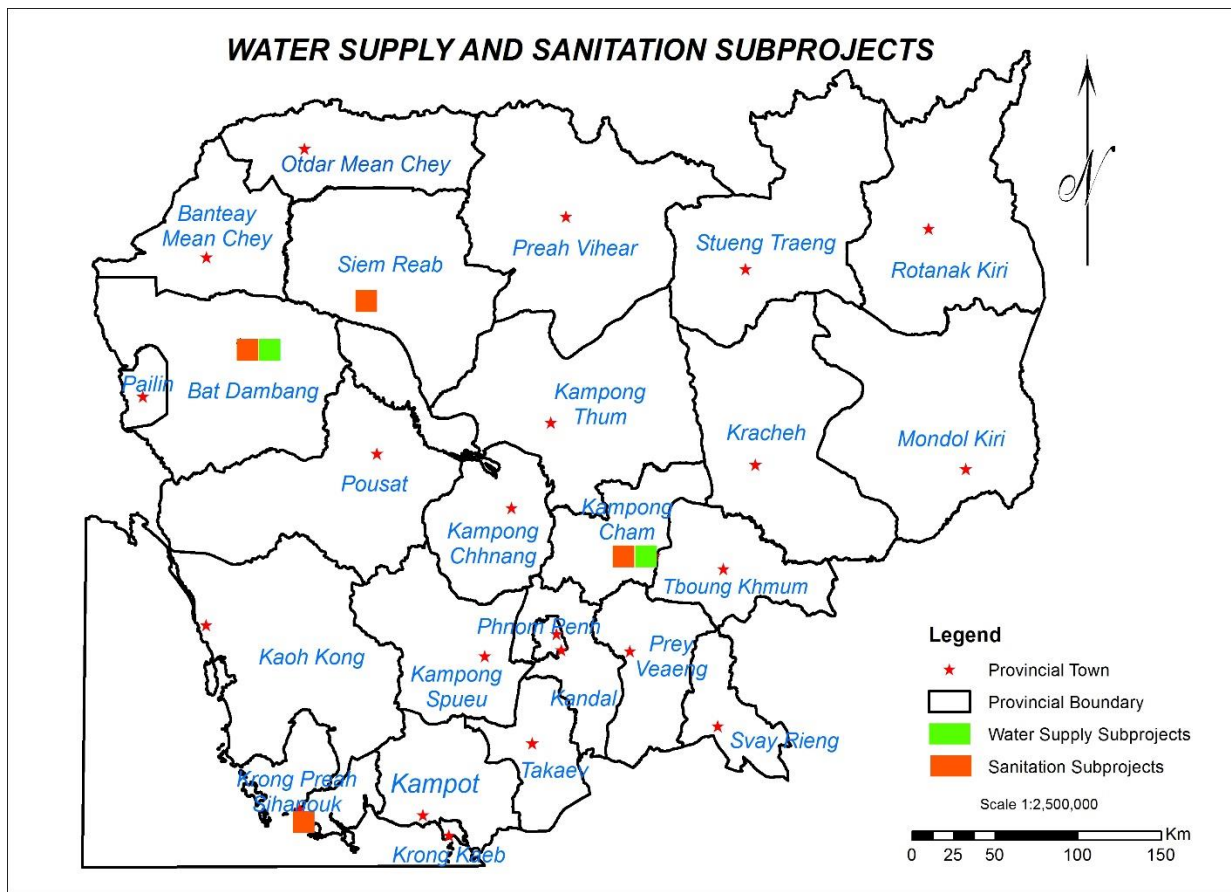 WATER SUPPLY AND SANITATION SUBPROJECTS
Otdar Mean Chey
Banteay
Mean Chey
Siem Reab
Preah Vihear
Stueng Traeng
Rotanak Kiri
N
Pailin
Bat Dambang
Kampong
Thum
Kracheh
Mondol Kiri
Pousat
Kampong
Chhnang
Kampong
Cham
Tboung Khmum
Kaoh Kong
Kampong
Spueu
Phnom Penh
Kandal
Prey
Veaeng
Svay Rieng
Takaev
Kampot
Krong Preah
Sihanouk
Krong Kaeb
Legend
Provincial Town
Provincial Boundary
Water Supply Subprojects
Sanitation Subprojects
Scale 1:2,500,000
Km
0 25 50 100 150